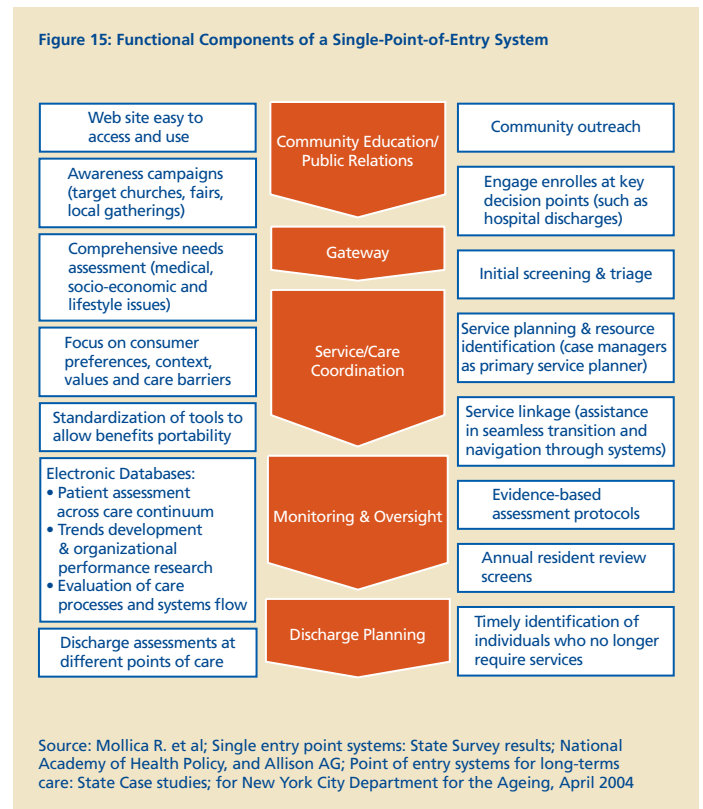 Figure 15: Functional Components of a Single-Point-of-Entry System
Web site easy to
access and use
Awareness campaigns
(target churches, fairs,
local gatherings)
Comprehensive needs
assessment (medical,
socio-economic and
lifestyle issues)
Focus on consumer
preferences, context,
values and care barriers
Standardization of tools to
allow benefits portability
Electronic Databases:
• Patient assessment
across care continuum
• Trends development
& organizational
performance research
• Evaluation of care
processes and systems flow
Discharge assessments at
different points of care
Community Education/
Public Relations
Gateway
Service/Care
Coordination
Monitoring & Oversight
Discharge Planning
Community outreach
Engage enrolles at key
decision points (such as
hospital discharges)
Initial screening & triage
Service planning & resource
identification (case managers
as primary service planner)
Service linkage (assistance
in seamless transition and
navigation through systems)
Evidence-based
assessment protocols
Annual resident review
screens
Timely identification of
individuals who no longer
require services
Source: Mollica R. et al; Single entry point systems: State Survey results; National
Academy of Health Policy, and Allison AG; Point of entry systems for long-terms
care: State Case studies; for New York City Department for the Ageing, April 2004